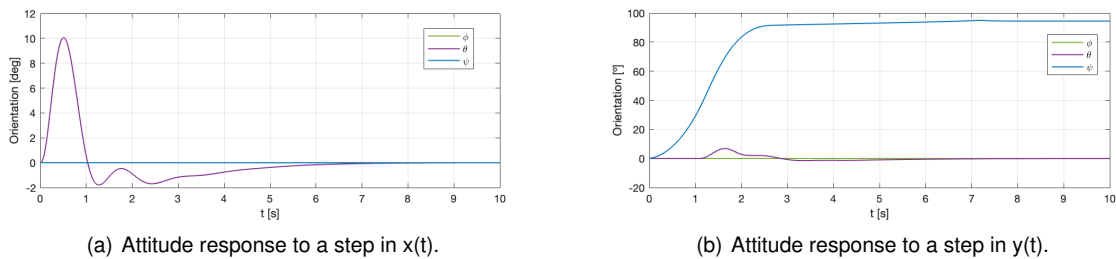 12
10
8
6
4
2
0
-2
Orientation [deg]
0 1 2 3 4 5 6 7 8 9 10
t [s]
ϕ
θ
ψ
(a) Attitude response to a step in x(t).
100
80
60
40
20
0
-20
Orientation [º]
0 1 2 3 4 5 6 7 8 9 10
t [s]
ϕ
θ
ψ
(b) Attitude response to a step in y(t).